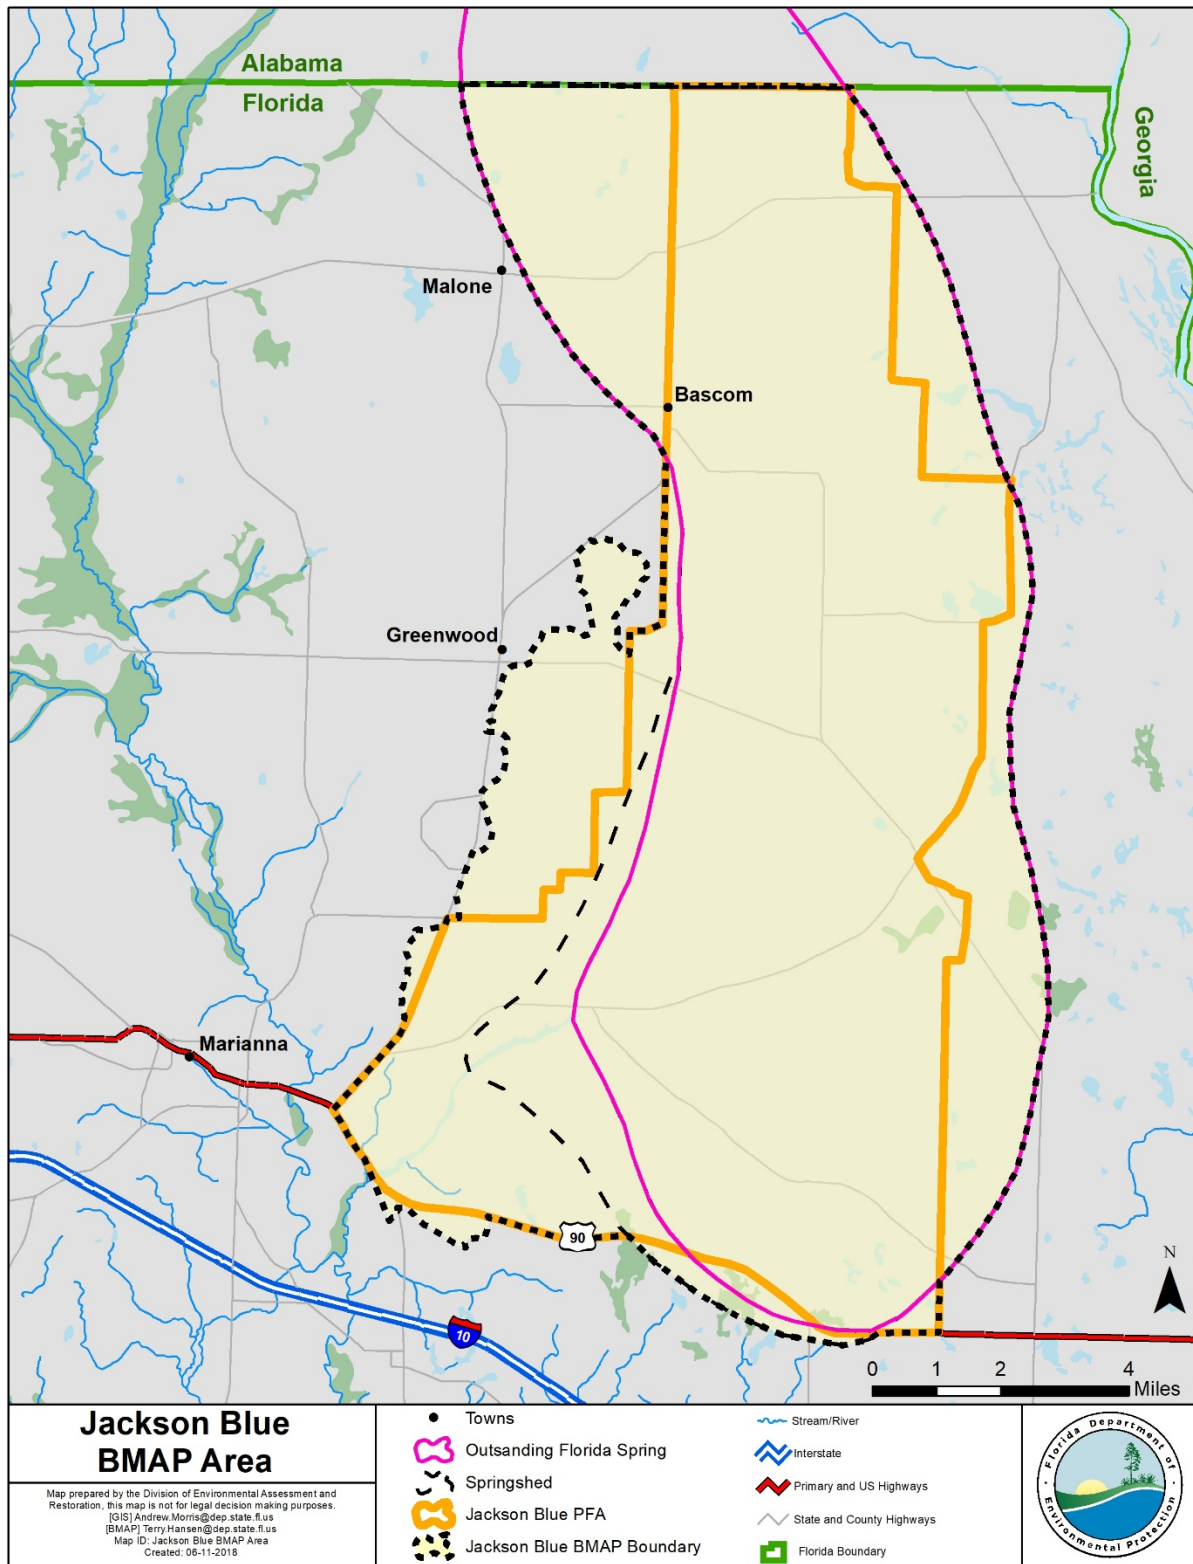 Alabama
Florida
Georgia
Malone
Bascom
Greenwood
Marianna
90
10
N
0 1 2 4
Miles
Jackson Blue
BMAP Area
Map prepared by the Division of Environmental Assessment and
Restoration, this map is not for legal decision making purposes.
[GIS] Andrew.Morris@dep.state.fl.us
[BMAP] Terry.Hansen@dep.state.fl.us
Map ID: Jackson Blue BMAP Area
Created: 06-11-2018
Towns
Outsanding Florida Spring
Springshed
Jackson Blue PFA
Jackson Blue BMAP Boundary
Stream/River
Interstate
Primary and US Highways
State and County Highways
Florida Boundary
Florida Department of
Environmental Protection